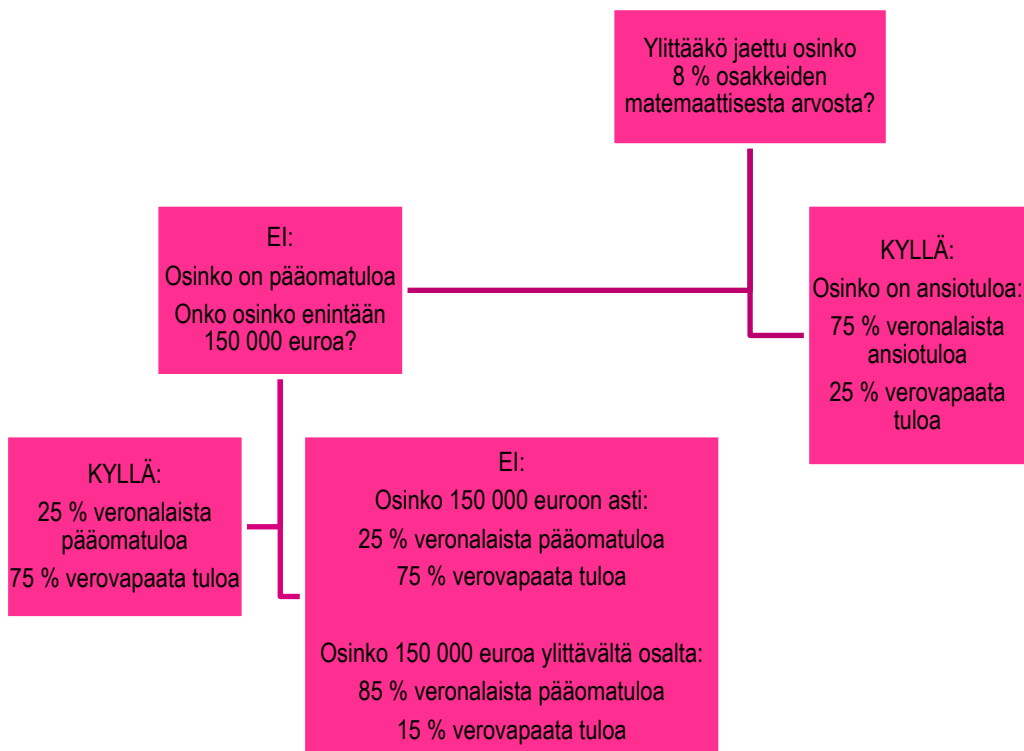 Ylittääkö jaettu osinko
8 % osakkeiden
matemaattisesta arvosta?
EI:
Osinko on pääomatuloa
Onko osinko enintään
150 000 euroa?
KYLLÄ:
Osinko on ansiotuloa:
75 % veronalaista
ansiotuloa
25 % verovapaata
tuloa
KYLLÄ:
25 % veronalaista
pääomatuloa
75 % verovapaata tuloa
EI:
Osinko 150 000 euroon asti:
25 % veronalaista pääomatuloa
75 % verovapaata tuloa
Osinko 150 000 euroa ylittävältä osalta:
85 % veronalaista pääomatuloa
15 % verovapaata tuloa